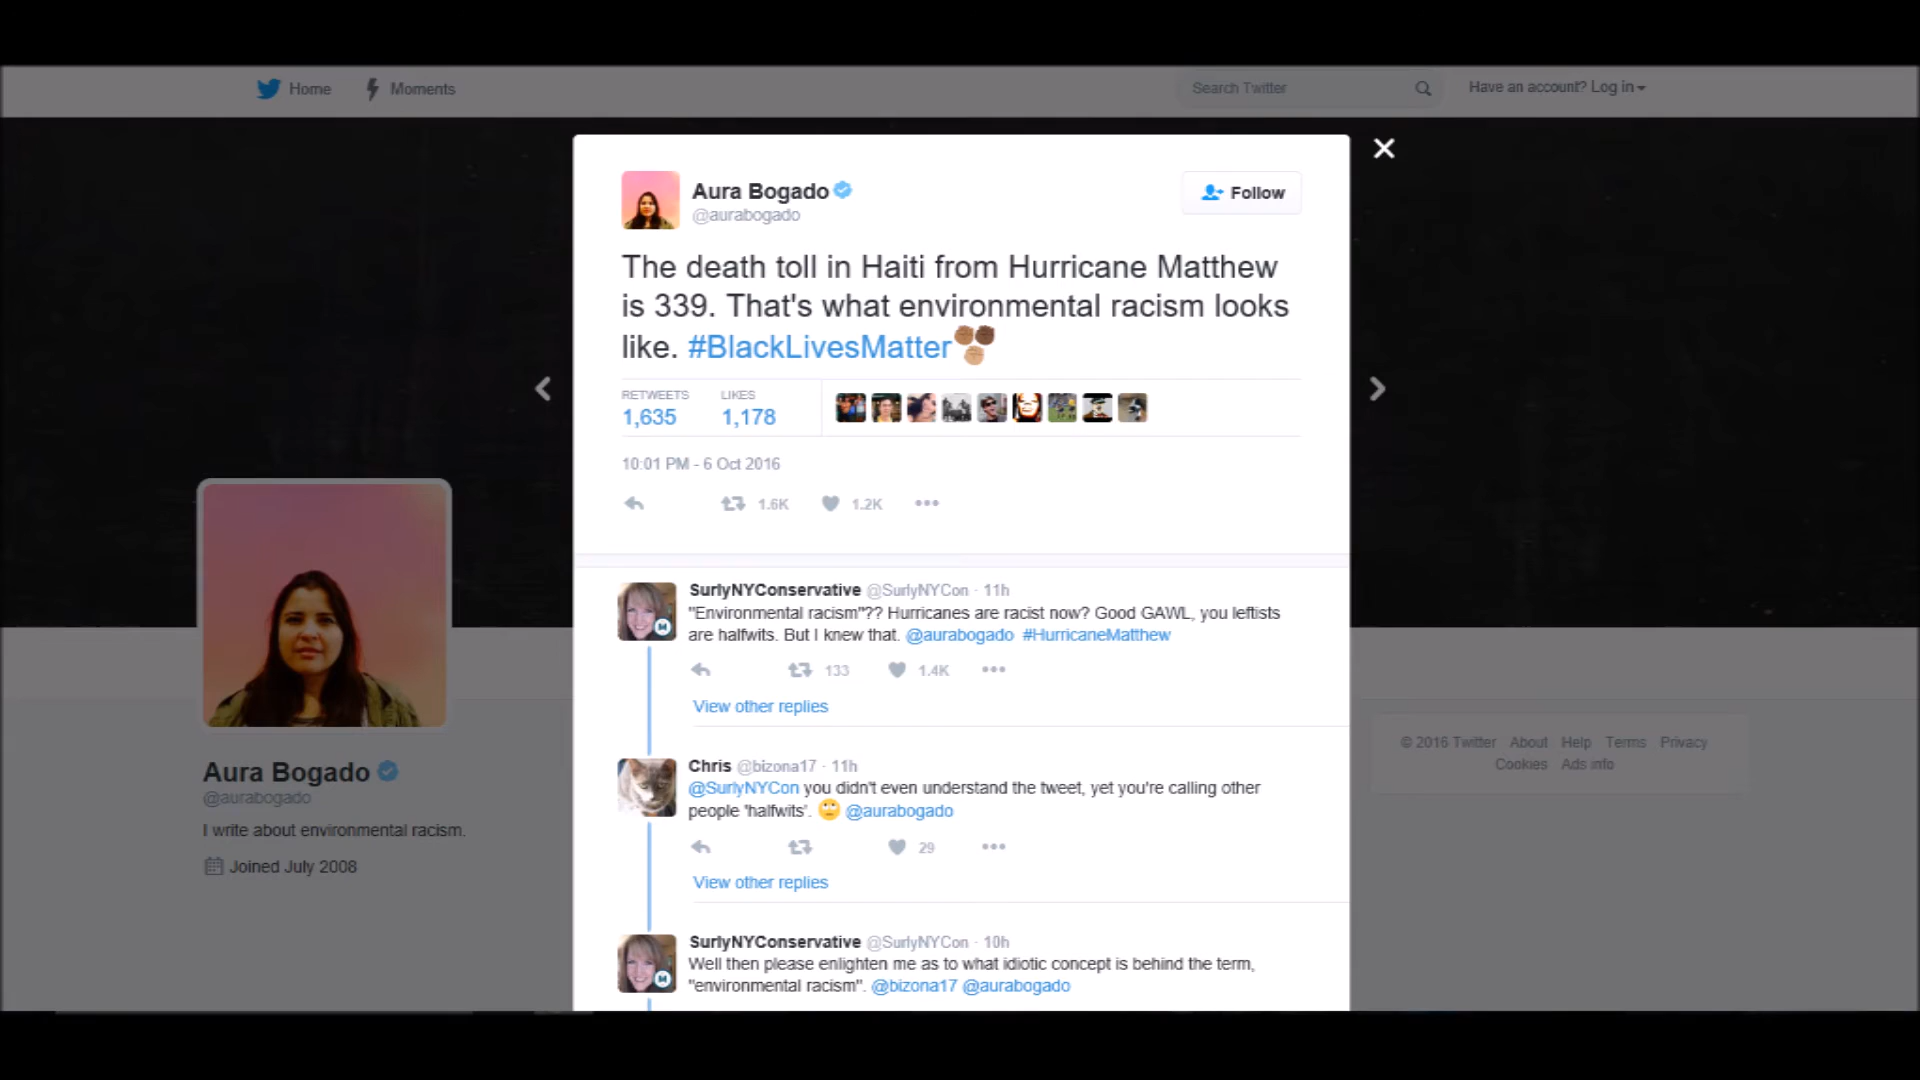 Home Moments Search Twitter Have an account? Log in
Aura Bogado
@aurabogado
Follow
The death toll in Haiti from Hurricane Matthew
is 339. That's what environmental racism looks
like. #BlackLivesMatter
RETWEETS LIKES
1,635 1,178
10:01 PM - 6 Oct 2016
1.6K 1.2K
SurlyNYConservative @SurlyNYCon · 11h
"Environmental racism"?? Hurricanes are racist now? Good GAWL, you leftists
are halfwits. But I knew that. @aurabogado #HurricaneMatthew
133 1.4K
View other replies
Chris @bizona17 · 11h
@SurlyNYCon you didn't even understand the tweet, yet you're calling other
people 'halfwits'. 🙄 @aurabogado
29
View other replies
SurlyNYConservative @SurlyNYCon · 10h
Well then please enlighten me as to what idiotic concept is behind the term,
"environmental racism". @bizona17 @aurabogado
Aura Bogado
@aurabogado
I write about environmental racism.
Joined July 2008
© 2016 Twitter About Help Terms Privacy
Cookies Ads info